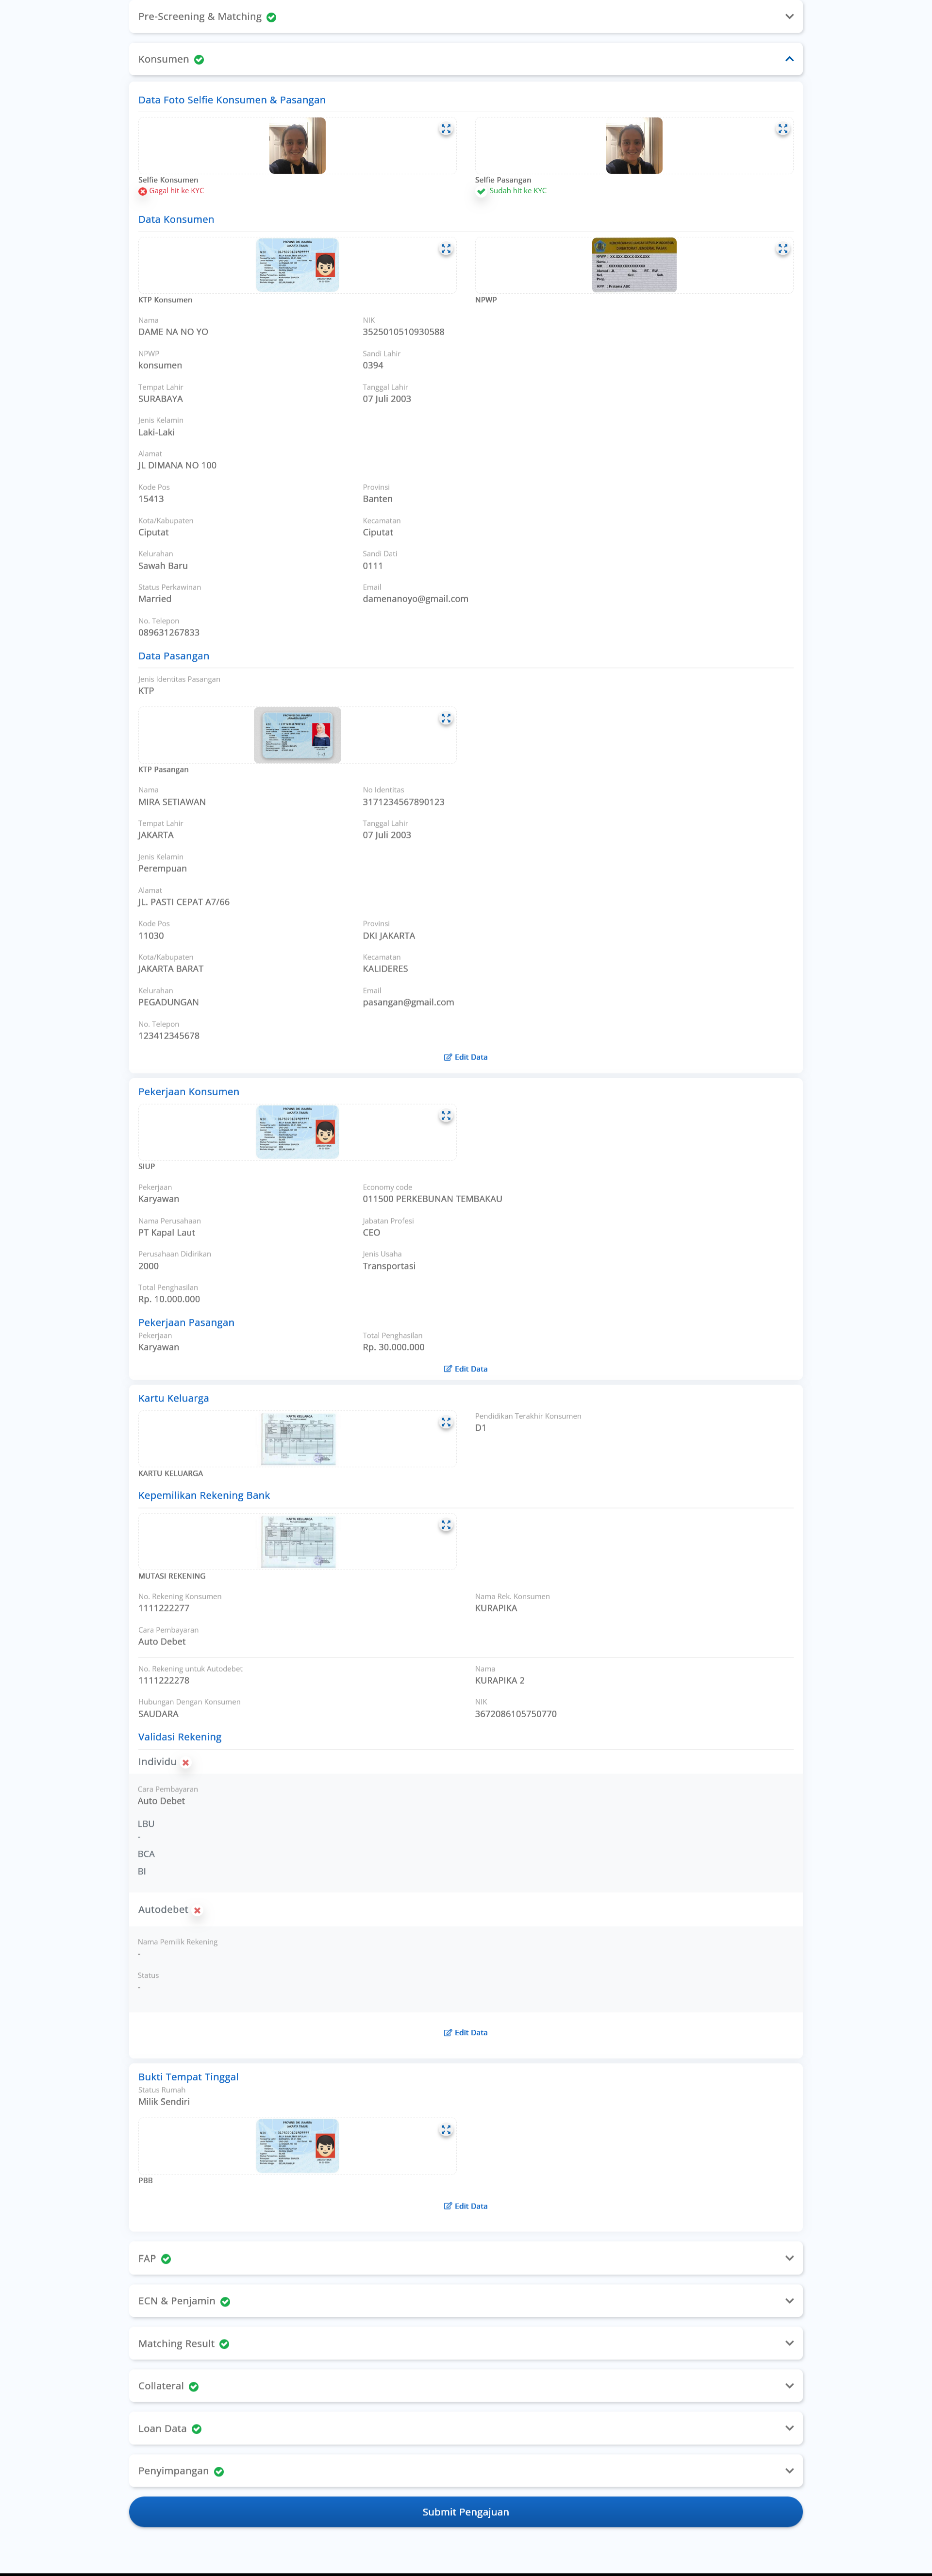 Pre-Screening & Matching
Konsumen
Data Foto Selfie Konsumen & Pasangan
Selfie Konsumen
Gagal hit ke KYC
Selfie Pasangan
Sudah hit ke KYC
Data Konsumen
KTP Konsumen
NPWP
Nama
DAME NA NO YO
NIK
3525010510930588
NPWP
konsumen
Sandi Lahir
0394
Tempat Lahir
SURABAYA
Tanggal Lahir
07 Juli 2003
Jenis Kelamin
Laki-Laki
Alamat
JL DIMANA NO 100
Kode Pos
15413
Provinsi
Banten
Kota/Kabupaten
Ciputat
Kecamatan
Ciputat
Kelurahan
Sawah Baru
Sandi Dati
0111
Status Perkawinan
Married
Email
damenanoyo@gmail.com
No. Telepon
089631267833
Data Pasangan
Jenis Identitas Pasangan
KTP
KTP Pasangan
Nama
MIRA SETIAWAN
No Identitas
3171234567890123
Tempat Lahir
JAKARTA
Tanggal Lahir
07 Juli 2003
Jenis Kelamin
Perempuan
Alamat
JL. PASTI CEPAT A7/66
Kode Pos
11030
Provinsi
DKI JAKARTA
Kota/Kabupaten
JAKARTA BARAT
Kecamatan
KALIDERES
Kelurahan
PEGADUNGAN
Email
pasangan@gmail.com
No. Telepon
123412345678
Edit Data
Pekerjaan Konsumen
SIUP
Pekerjaan
Karyawan
Economy code
011500 PERKEBUNAN TEMBAKAU
Nama Perusahaan
PT Kapal Laut
Jabatan Profesi
CEO
Perusahaan Didirikan
2000
Jenis Usaha
Transportasi
Total Penghasilan
Rp. 10.000.000
Pekerjaan Pasangan
Pekerjaan
Karyawan
Total Penghasilan
Rp. 30.000.000
Edit Data
Kartu Keluarga
KARTU KELUARGA
Pendidikan Terakhir Konsumen
D1
Kepemilikan Rekening Bank
MUTASI REKENING
No. Rekening Konsumen
1111222277
Nama Rek. Konsumen
KURAPIKA
Cara Pembayaran
Auto Debet
No. Rekening untuk Autodebet
1111222278
Nama
KURAPIKA 2
Hubungan Dengan Konsumen
SAUDARA
NIK
3672086105750770
Validasi Rekening
Individu
Cara Pembayaran
Auto Debet
LBU
-
BCA
BI
Autodebet
Nama Pemilik Rekening
-
Status
-
Edit Data
Bukti Tempat Tinggal
Status Rumah
Milik Sendiri
PBB
Edit Data
FAP
ECN & Penjamin
Matching Result
Collateral
Loan Data
Penyimpangan
Submit Pengajuan